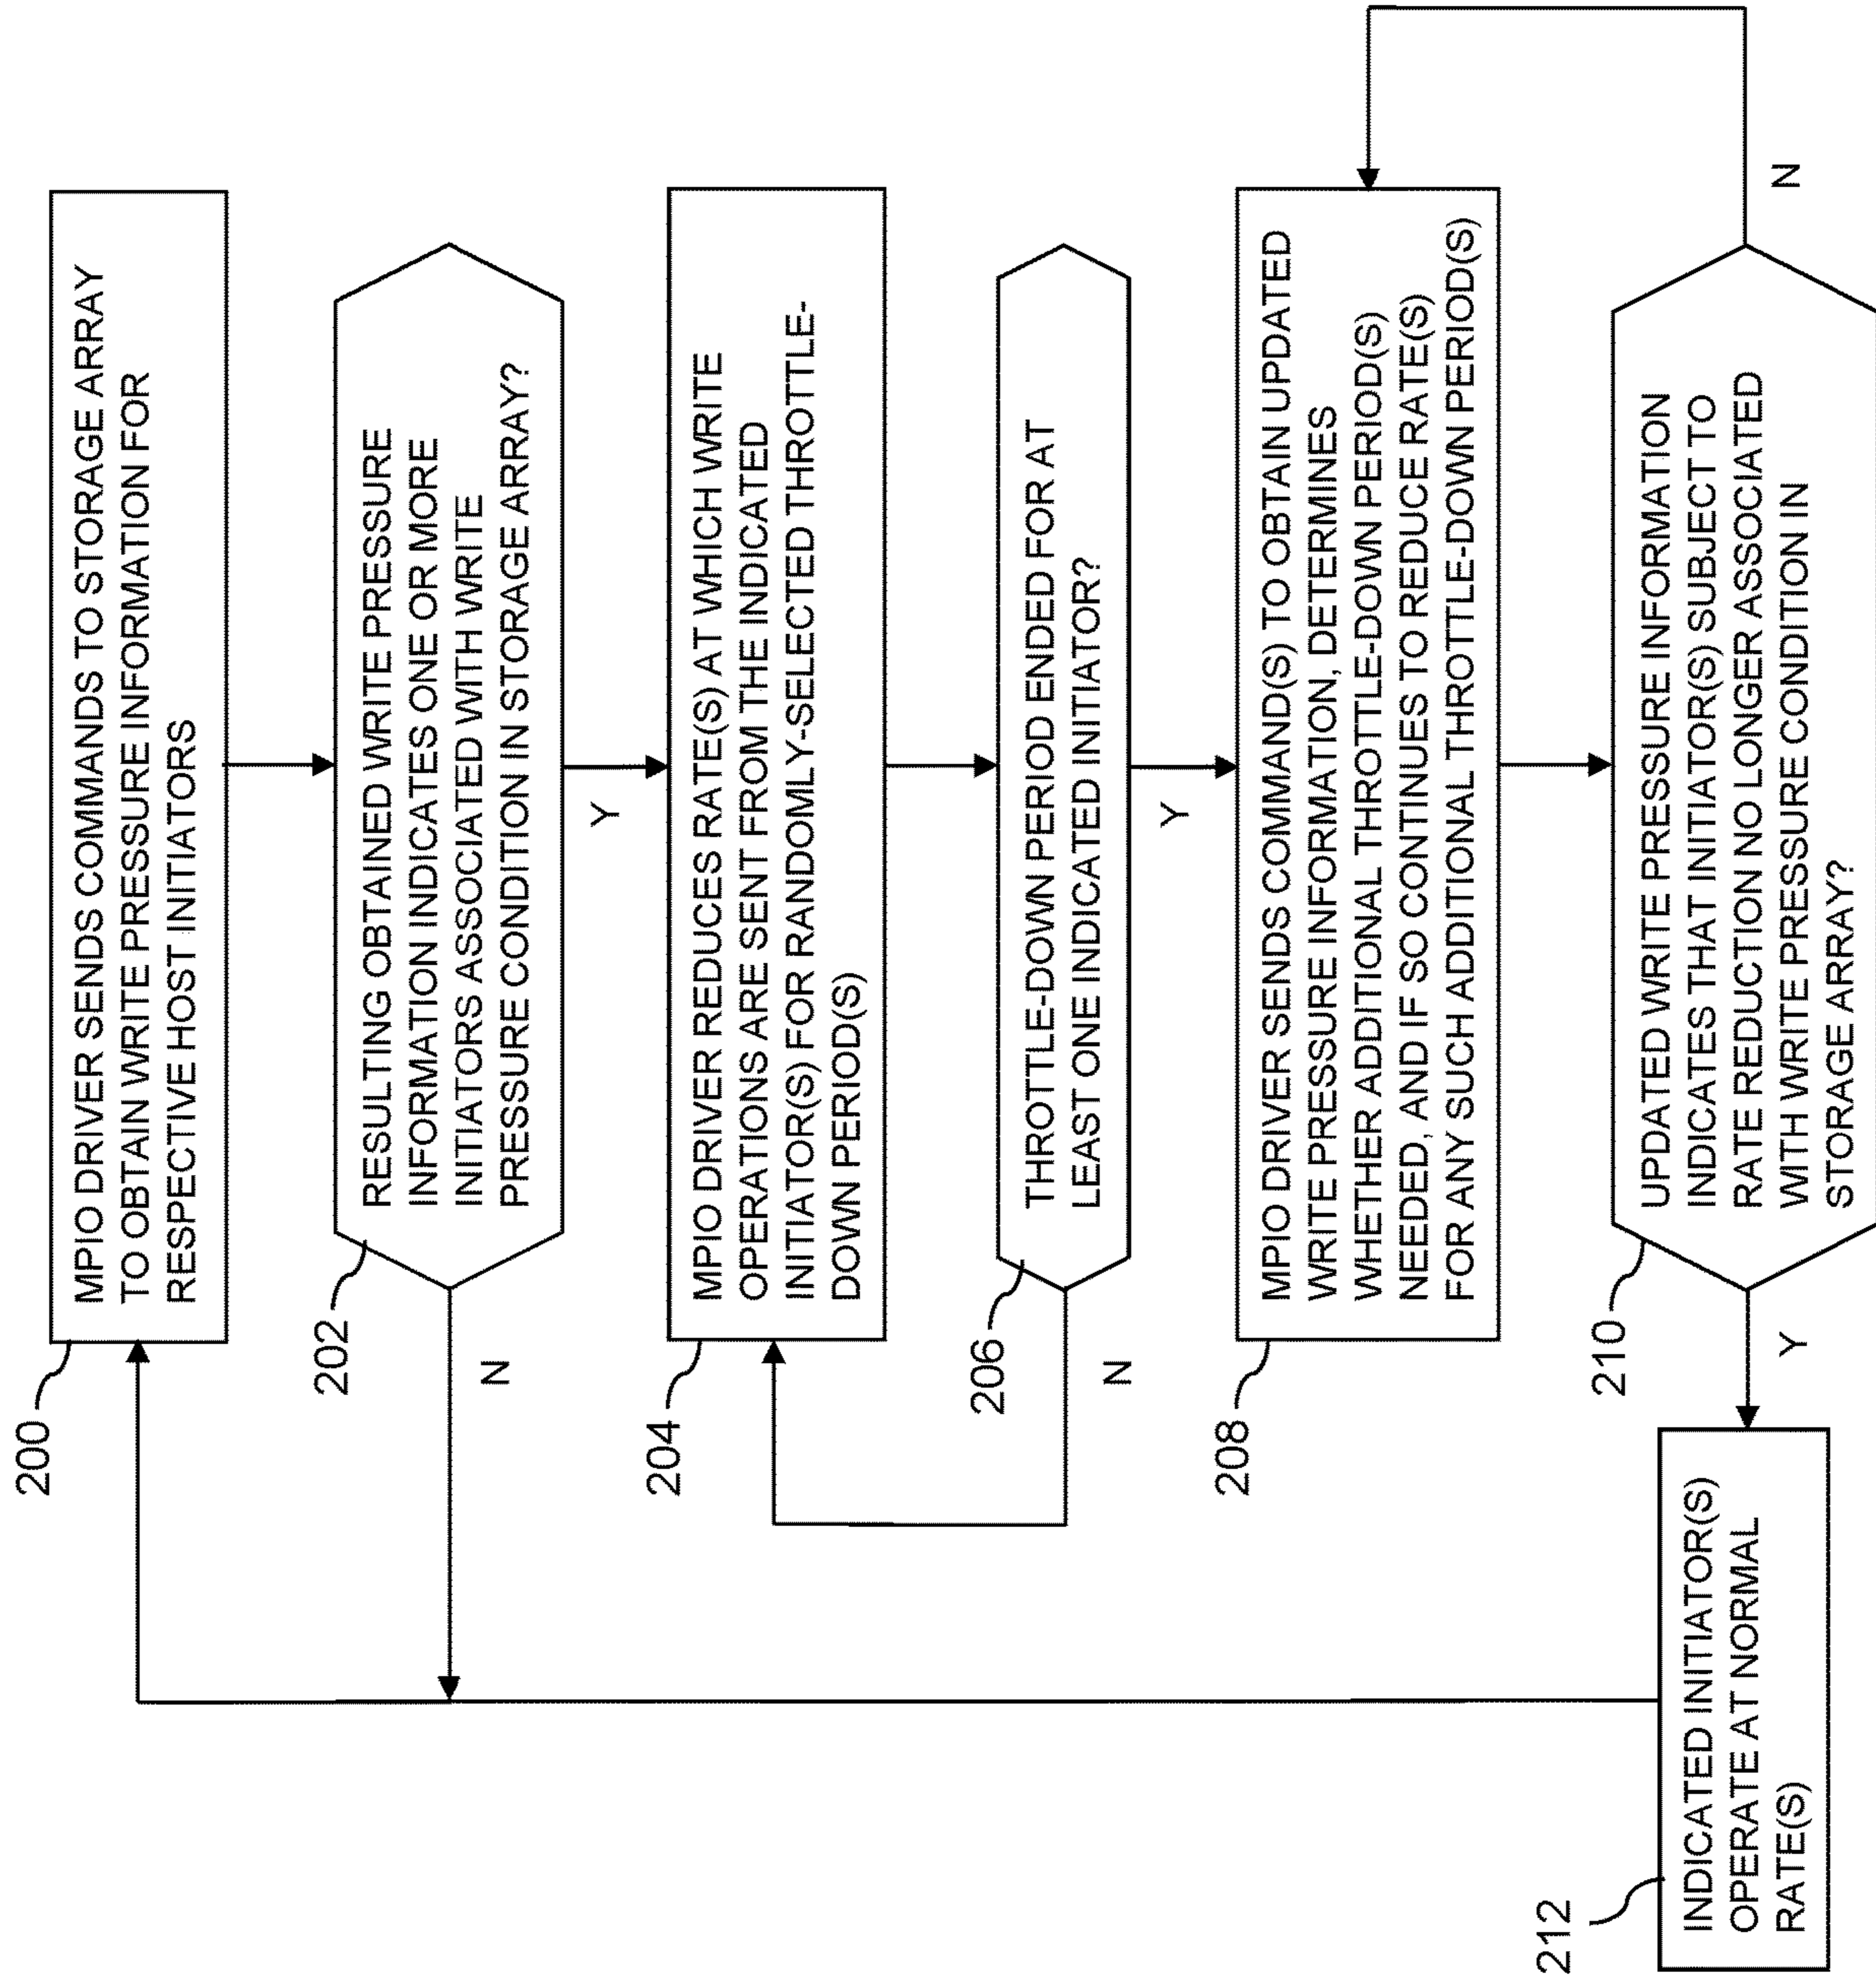 200
MPIO DRIVER SENDS COMMANDS TO STORAGE ARRAY
TO OBTAIN WRITE PRESSURE INFORMATION FOR
RESPECTIVE HOST INITIATORS
202
RESULTING OBTAINED WRITE PRESSURE
INFORMATION INDICATES ONE OR MORE
INITIATORS ASSOCIATED WITH WRITE
PRESSURE CONDITION IN STORAGE ARRAY?
N
Y
204
MPIO DRIVER REDUCES RATE(S) AT WHICH WRITE
OPERATIONS ARE SENT FROM THE INDICATED
INITIATOR(S) FOR RANDOMLY-SELECTED THROTTLE-
DOWN PERIOD(S)
206
THROTTLE-DOWN PERIOD ENDED FOR AT
LEAST ONE INDICATED INITIATOR?
N
Y
208
MPIO DRIVER SENDS COMMAND(S) TO OBTAIN UPDATED
WRITE PRESSURE INFORMATION, DETERMINES
WHETHER ADDITIONAL THROTTLE-DOWN PERIOD(S)
NEEDED, AND IF SO CONTINUES TO REDUCE RATE(S)
FOR ANY SUCH ADDITIONAL THROTTLE-DOWN PERIOD(S)
210
UPDATED WRITE PRESSURE INFORMATION
INDICATES THAT INITIATOR(S) SUBJECT TO
RATE REDUCTION NO LONGER ASSOCIATED
WITH WRITE PRESSURE CONDITION IN
STORAGE ARRAY?
Y
N
212
INDICATED INITIATOR(S)
OPERATE AT NORMAL
RATE(S)